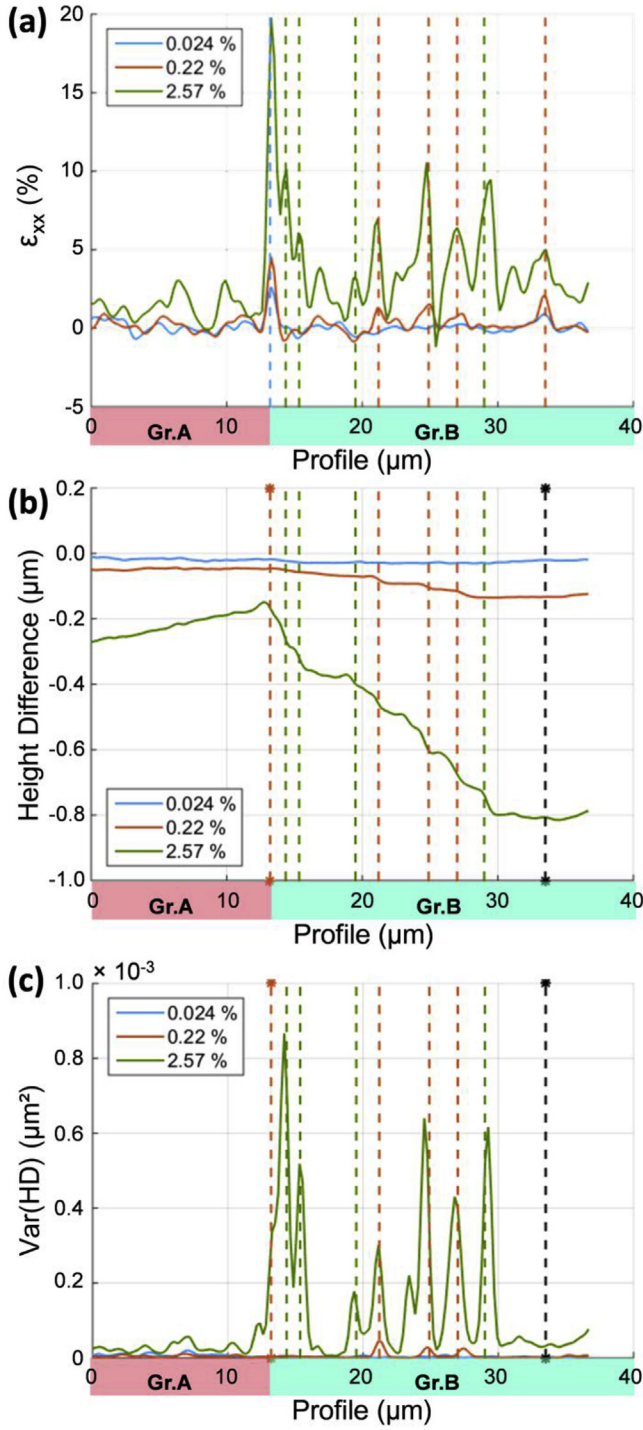 (a)
20
15
10
5
0
-5
εxx (%)
0.024 %
0.22 %
2.57 %
0 10 20 30 40
Gr.A Gr.B
Profile (µm)
(b)
0.2
0.0
-0.2
-0.4
-0.6
-0.8
-1.0
Height Difference (µm)
0.024 %
0.22 %
2.57 %
0 10 20 30 40
Gr.A Gr.B
Profile (µm)
(c)
× 10⁻³
1.0
0.8
0.6
0.4
0.2
0
Var(HD) (µm²)
0.024 %
0.22 %
2.57 %
0 10 20 30 40
Gr.A Gr.B
Profile (µm)